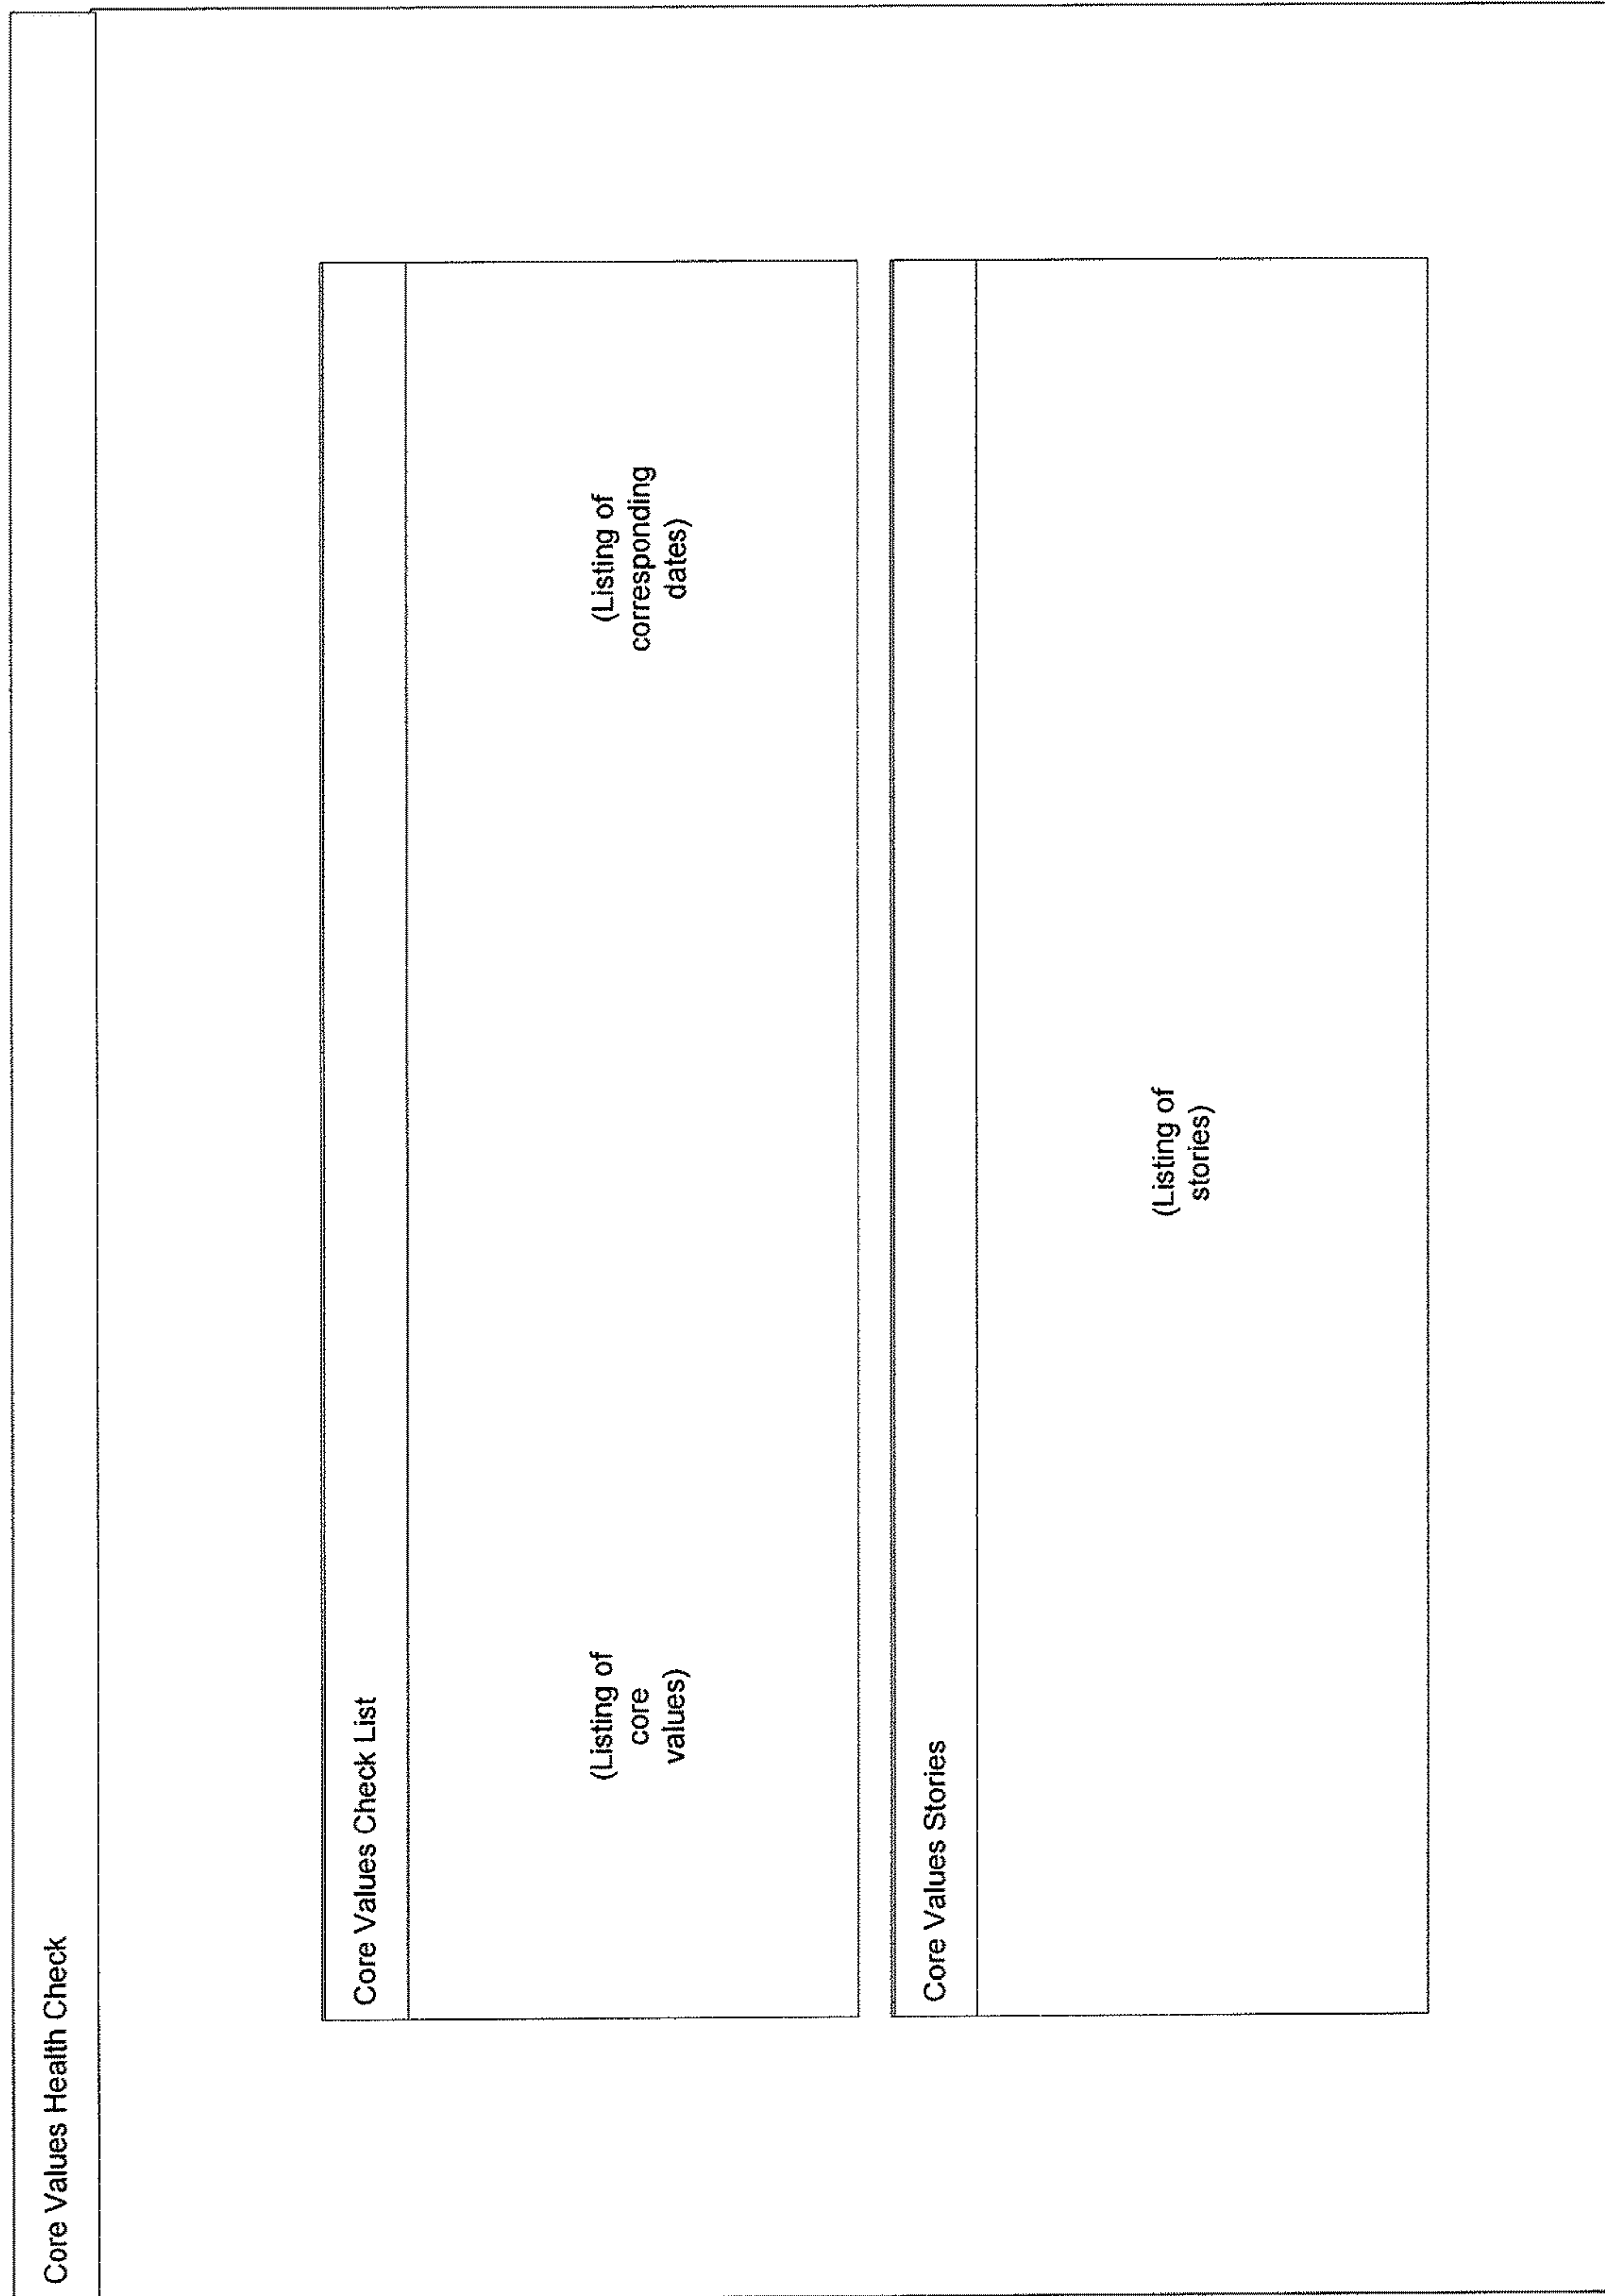 Core Values Health Check
Core Values Check List
(Listing of
core
values)
(Listing of
corresponding
dates)
Core Values Stories
(Listing of
stories)